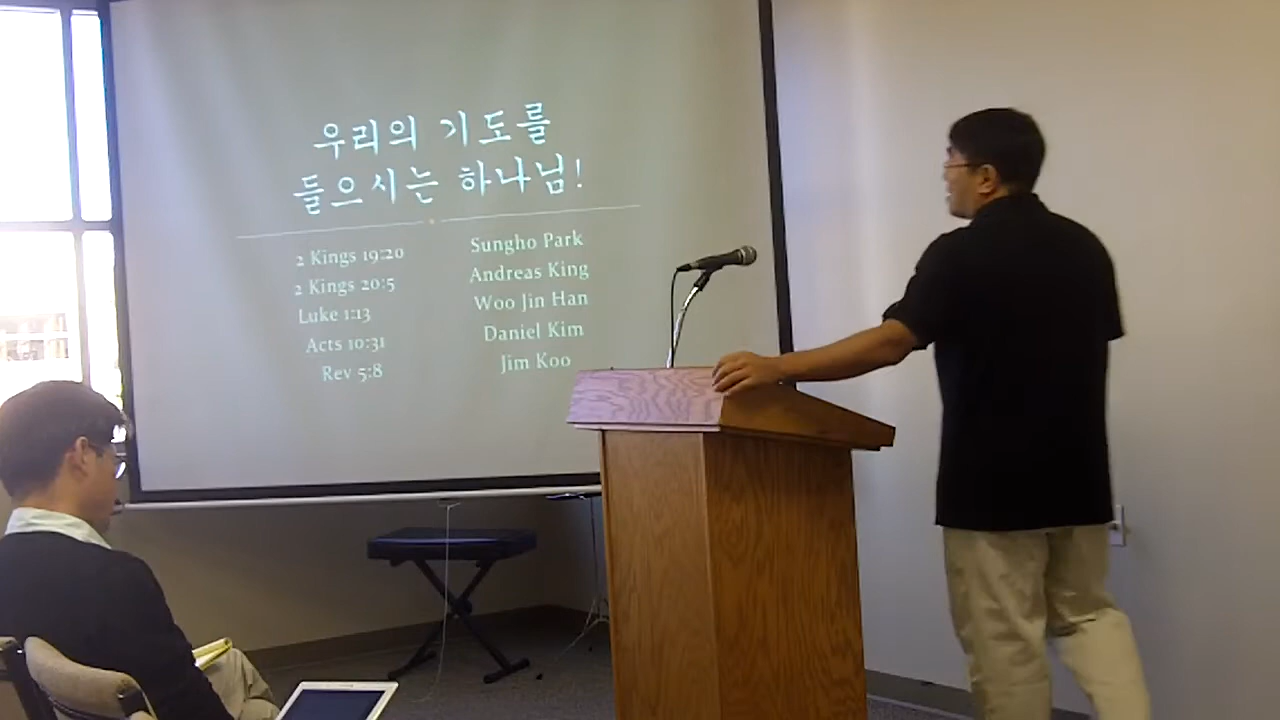 우리의 기도를
들으시는 하나님!
2 Kings 19:20 Sungho Park
2 Kings 20:5 Andreas King
Luke 1:13 Woo Jin Han
Acts 10:31 Daniel Kim
Rev 5:8 Jim Koo